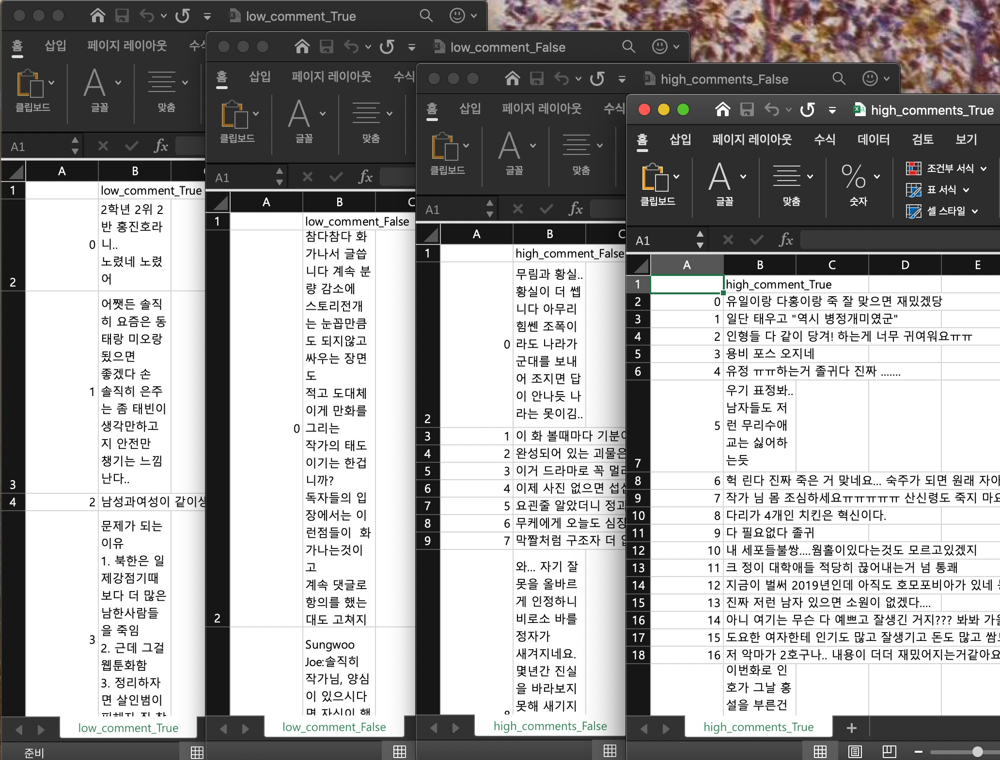 low_comment_True
홈 삽입 페이지 레이아웃
클립보드 글꼴 맞춤
A1 fx
A B
1 low_comment_True
2학년 2위 2
반 홍진호라
0 니..
노렸네 노렸
2 어
어쨋든 솔직
히 요즘은 동
태랑 미오랑
됬으면
좋겠다 손
1 솔직히 은주
는 좀 태빈이
생각만하고
지 안전만
챙기는 느낌
3 난다..
4 2 남성과여성이
문제가 되는
이유
1. 북한은 일
제강점기때
보다 더 많은
남한사람들
을 죽임
3
2. 근데 그걸
웹툰화함
3. 정리하자
면 살인범이
low_comment_True
준비
low_comment_False
홈 삽입 페이지 레이아웃 수식
클립보드 글꼴 맞춤
A1 fx
A B C
1 low_comment_False
참다참다 화
가나서 글씁
니다 계속 분
량 감소에
스토리전개
는 눈꼽만큼
도 되지않고
싸우는 장면
도
적고 도대체
이게 만화를
0 그리는
작가의 태도
이기는 한겁
니까?
독자들의 입
장에서는 이
런점들이  화
가나는것이
고
계속 댓글로
항의를 했는
2 대도 고쳐지
Sungwoo
Joe:솔직히
작가님, 양심
이 있으시다
면 자신이 했
low_comment_False
high_comments_False
홈 삽입 페이지 레이아웃 수식
클립보드 글꼴 맞춤
A1 fx
A B C
1 high_comment_False
무림과 황실..
황실이 더 쎕
니다 아무리
힘쎈 조폭이
0 라도 나라가
군대를 보내
어 조지면 답
이 안나듯 나
2 라는 못이김..
3 1 이 화 볼때마다
4 2 완성되어 있는 괴물은
5 3 이거 드라마로 꼭
6 4 이제 사진 없으면
7 5 요괸줄 알았더니
8 6 무케에게 오늘도
9 7 막짤처럼 구조자 더
와... 자기 잘
못을 올바르
게 인정하니
비로소 바를
정자가
새겨지네요.
몇년간 진실
을 바라보지
못해 새기지
high_comments_False
high_comments_True
홈 삽입 페이지 레이아웃 수식 데이터 검토 보기
클립보드 글꼴 맞춤 % 숫자 조건부 서식
표 서식
셀 스타일
A1 fx
A B C D E
1 high_comment_True
2 0 유일이랑 다홍이랑 죽 잘 맞으면 재밌겠당
3 1 일단 태우고 "역시 병정개미였군"
4 2 인형들 다 같이 당겨! 하는게 너무 귀여워요ㅠㅠ
5 3 용비 포스 오지네
6 4 유정 ㅠㅠ하는거 졸귀다 진짜 .......
우기 표정봐..
남자들도 저
5 런 무리수애
교는 싫어하
7 는듯
8 6 헉 린다 진짜 죽은 거 맞네요... 숙주가 되면 원래
9 7 작가 님 몸 조심하세요ㅠㅠㅠㅠㅠ 산신령도 죽지
10 8 다리가 4개인 치킨은 혁신이다.
11 9 다 필요없다 졸귀
12 10 내 세포들불쌍....웜홀이있다는것도 모르고있겠지
13 11 크 정이 대학애들 적당히 끊어내는거 넘 통쾌
14 12 지금이 벌써 2019년인데 아직도 호모포비아가 있네
15 13 진짜 저런 남자 있으면 소원이 없겠다....
16 14 아니 여기는 무슨 다 예쁘고 잘생긴 거지??? 봐봐
17 15 도요한 여자한테 인기도 많고 잘생기고 돈도 많고
18 16 저 악마가 2호구나.. 내용이 더더 재밌어지는거같아요
이번화로 인
호가 그날 홍
설을 부른건
high_comments_True